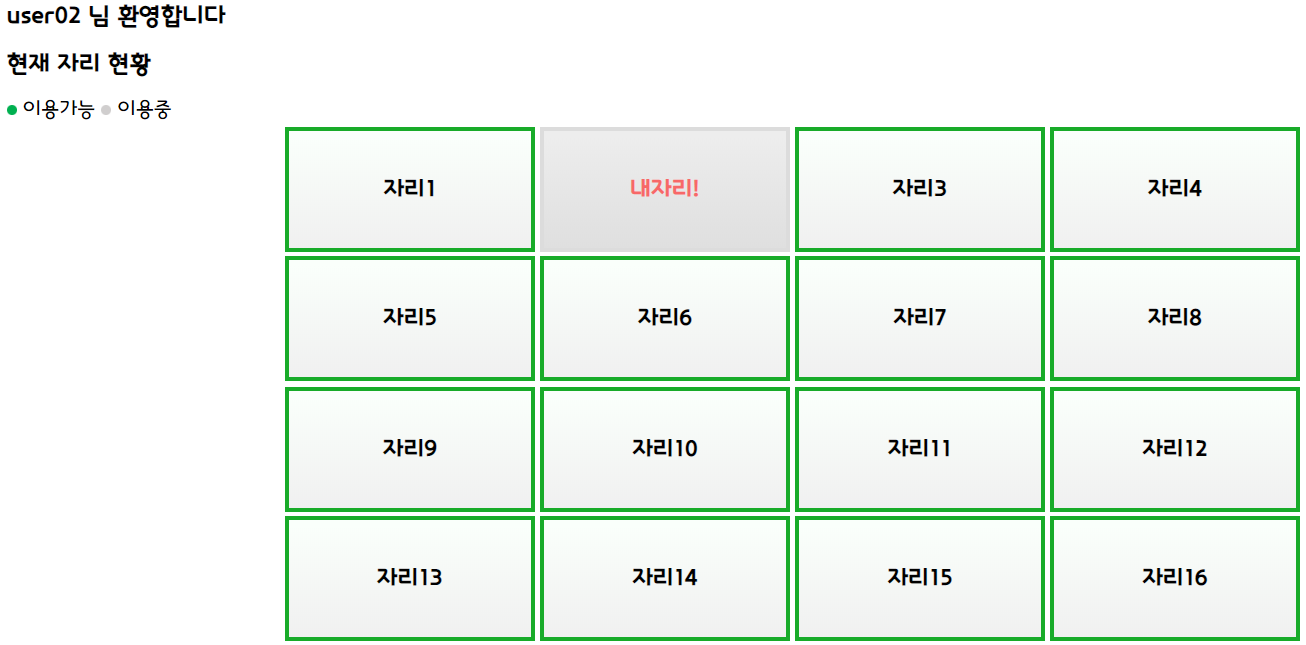 user02 님 환영합니다
현재 자리 현황
이용가능 이용중
자리1 내자리! 자리3 자리4
자리5 자리6 자리7 자리8
자리9 자리10 자리11 자리12
자리13 자리14 자리15 자리16